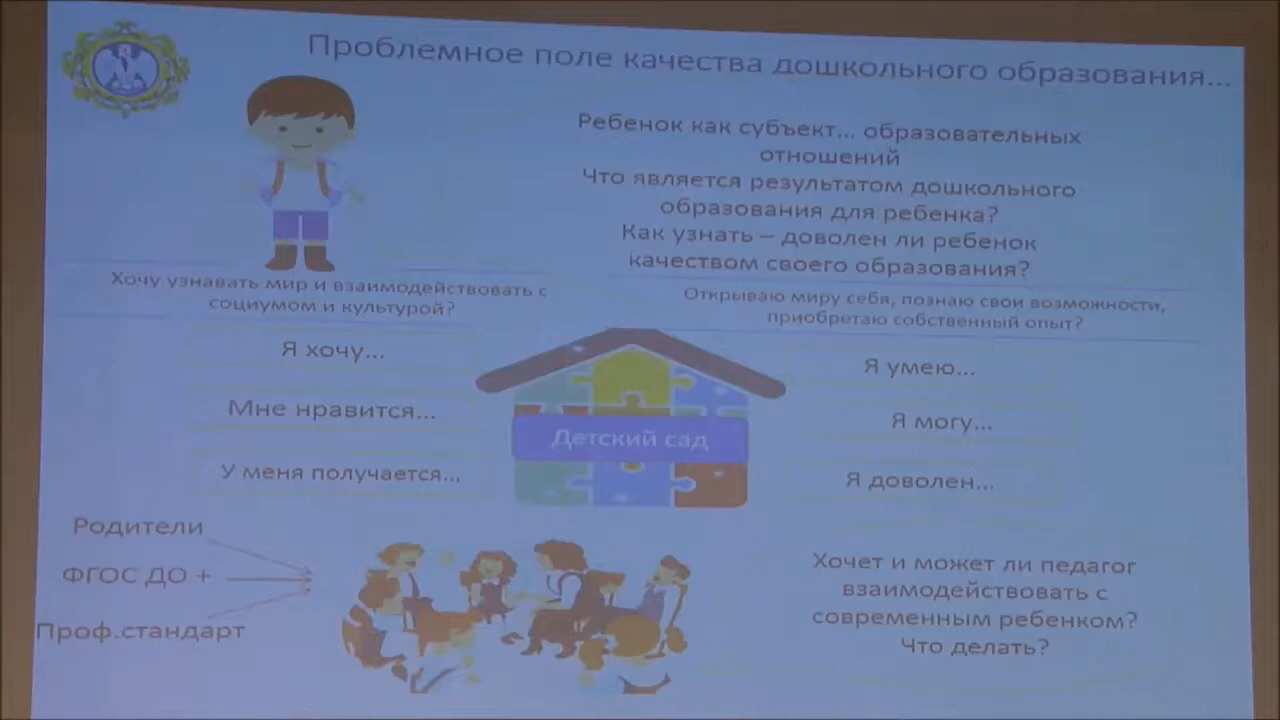 Проблемное поле качества дошкольного образования...
Ребенок как субъект... образовательных
отношений
Что является результатом дошкольного
образования для ребенка?
Как узнать – доволен ли ребенок
качеством своего образования?
Хочу узнавать мир и взаимодействовать с
социумом и культурой?
Открываю миру себя, познаю свои возможности,
приобретаю собственный опыт?
Я хочу...
Мне нравится...
У меня получается...
Детский сад
Я умею...
Я могу...
Я доволен...
Родители
ФГОС ДО +
Проф.стандарт
Хочет и может ли педагог
взаимодействовать с
современным ребенком?
Что делать?